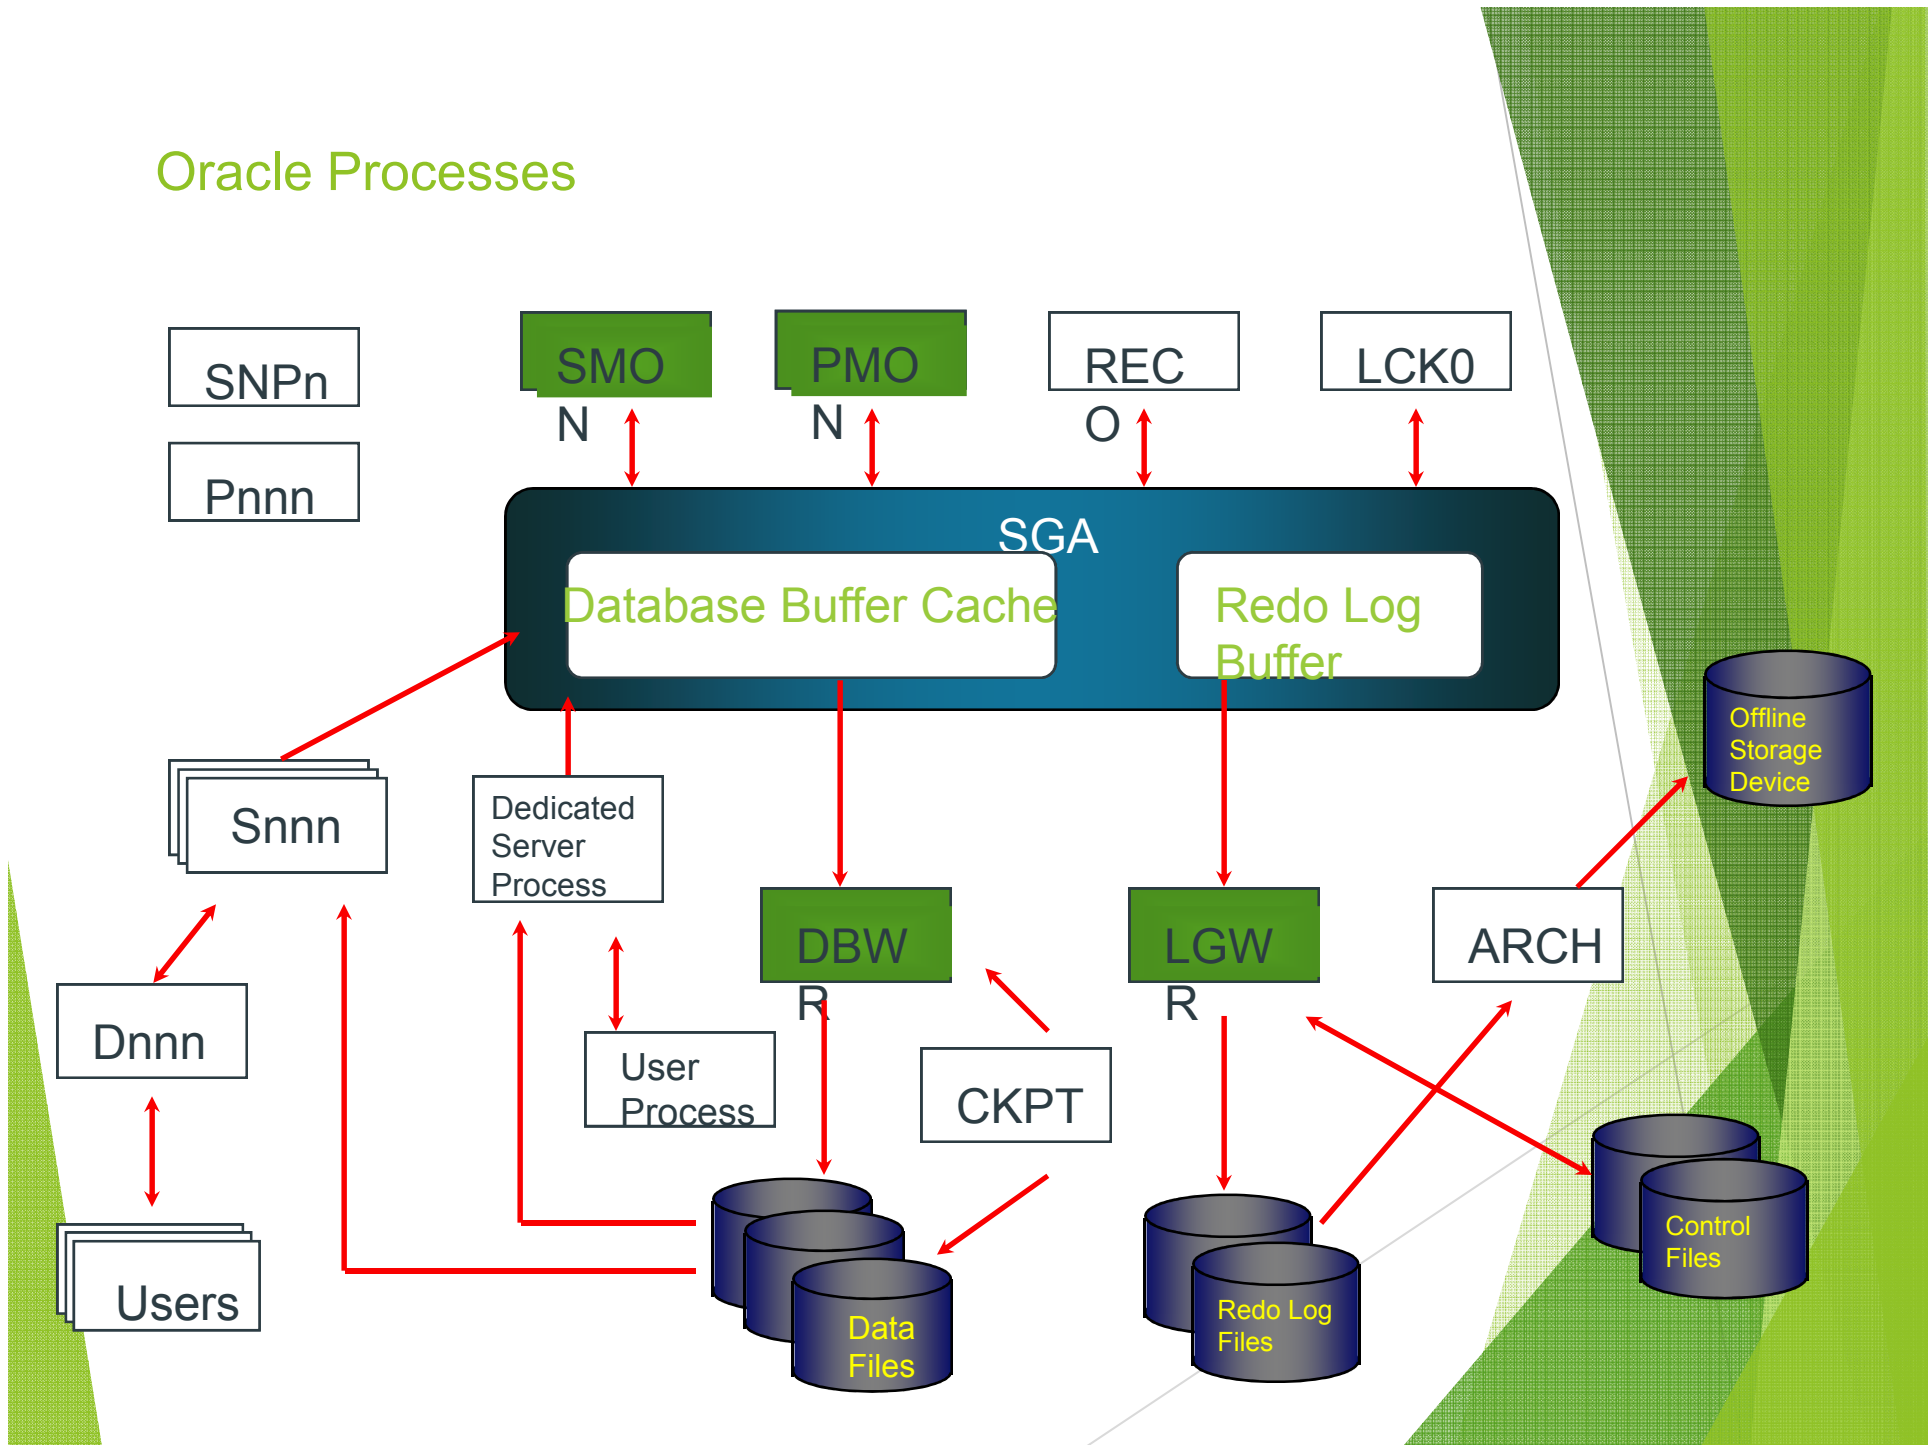 Oracle Processes
SNPn
Pnnn
SMO
N
PMO
N
REC
O
LCK0
SGA
Database Buffer Cache
Redo Log
Buffer
Offline
Storage
Device
Snnn
Dedicated
Server
Process
DBW
R
LGW
R
ARCH
Dnnn
User
Process
CKPT
Users
Data
Files
Redo Log
Files
Control
Files